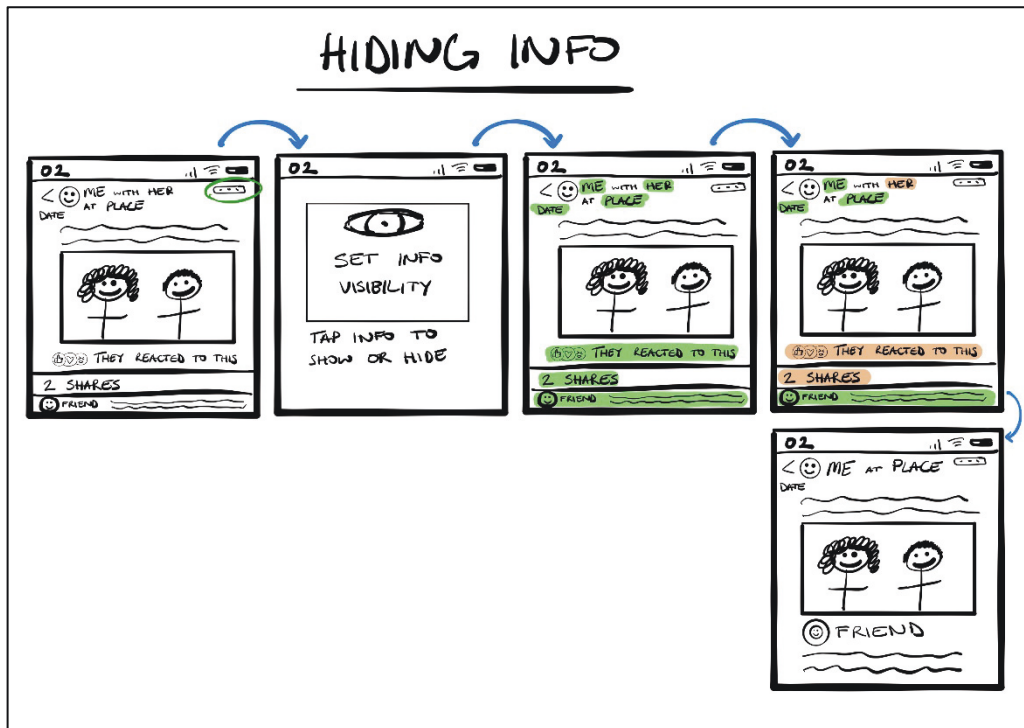 HIDING INFO
02
< ME WITH HER
AT PLACE
DATE
THEY REACTED TO THIS
2 SHARES
FRIEND
02
SET INFO
VISIBILITY
TAP INFO TO
SHOW OR HIDE
02
< ME WITH HER
AT PLACE
DATE
THEY REACTED TO THIS
2 SHARES
FRIEND
02
< ME WITH HER
AT PLACE
DATE
THEY REACTED TO THIS
2 SHARES
FRIEND
02
< ME AT PLACE
DATE
FRIEND